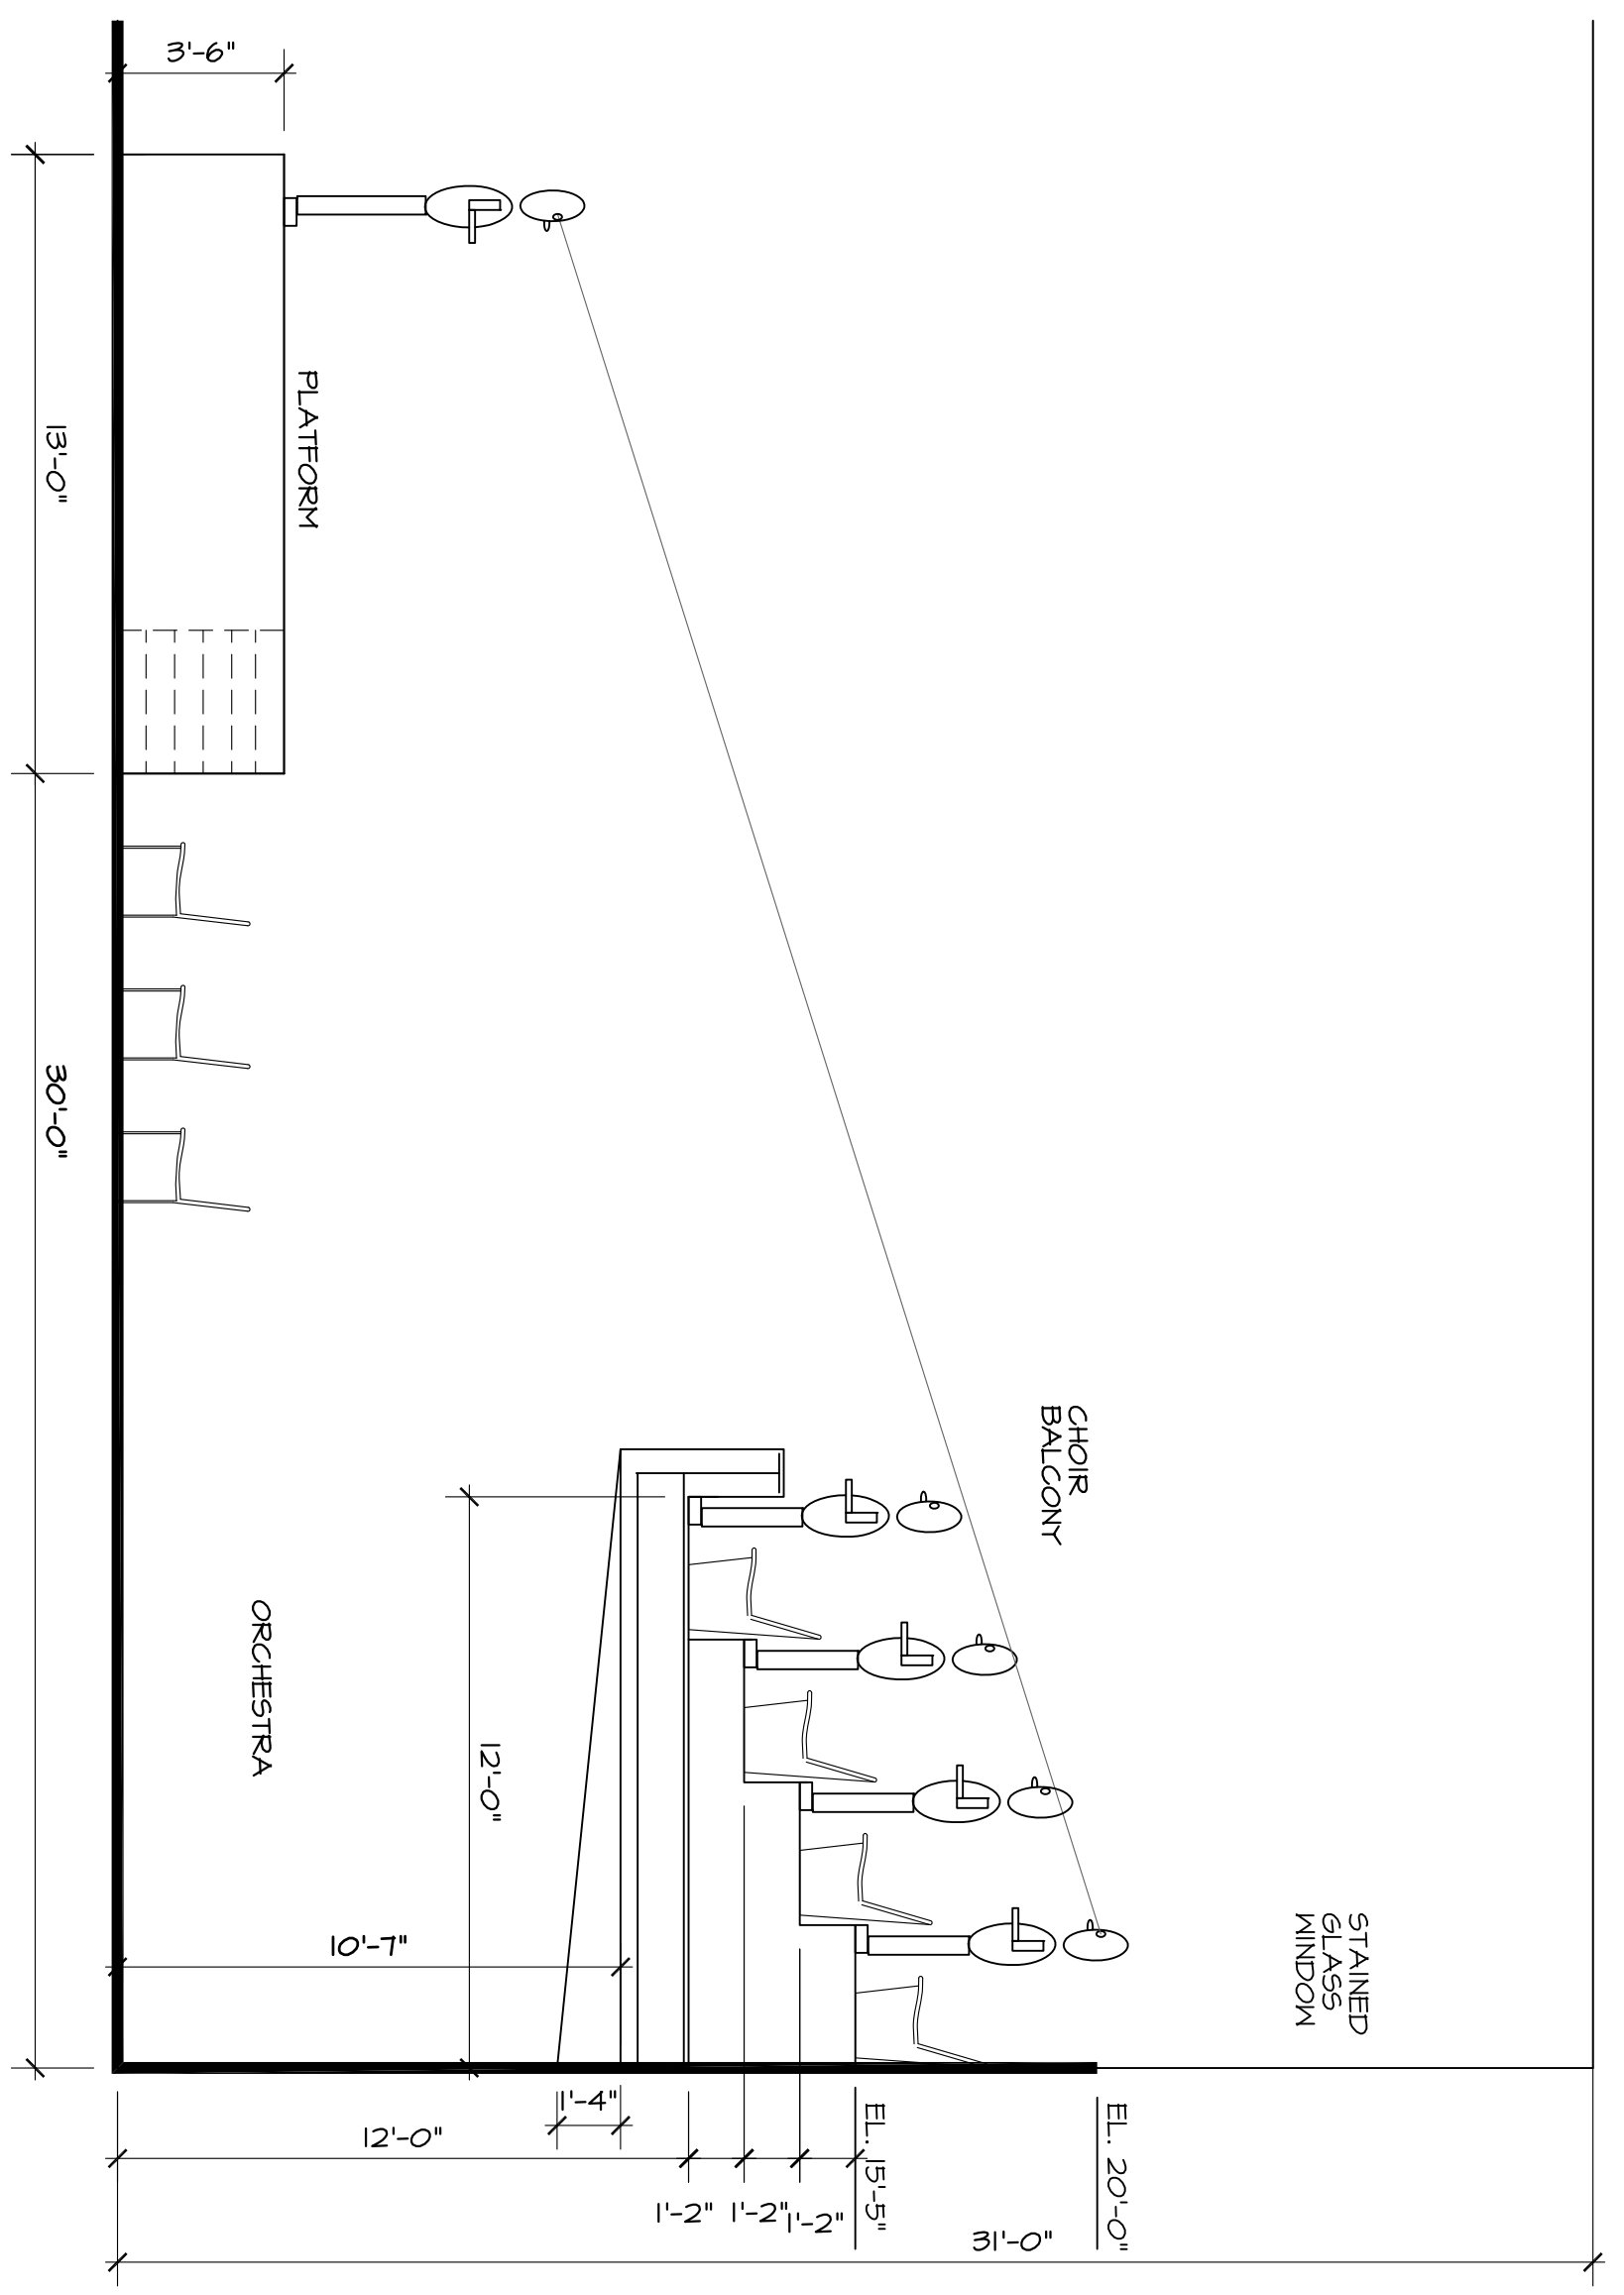 3'-6"
PLATFORM
13'-0"
30'-0"
CHOIR
BALCONY
ORCHESTRA
12'-0"
STAINED
GLASS
WINDOW
10'-7"
1'-4"
12'-0"
EL. 15'-5"
EL. 20'-0"
1'-2"
1'-2"
1'-2"
31'-0"